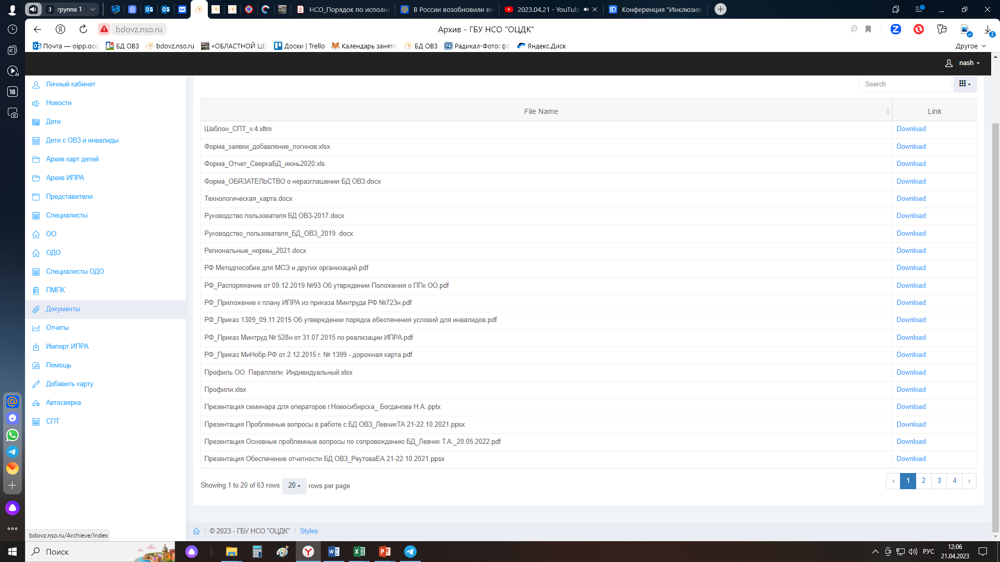 3 группа 1
НСО_Порядок по исполне
В России возобновили вн
2023.04.21 - YouTube
Конференция "Инклюзив
bdovz.nso.ru
Архив - ГБУ НСО "ОЦДК"
Почта — oipp.ocd
БД ОВЗ
bdovz.nso.ru
«ОБЛАСТНОЙ ЦЕ
Доски | Trello
Календарь занято
БД ОВЗ
Радикал-Фото: фо
Яндекс.Диск
Другое
nash
18
Личный кабинет
Новости
Дети
Дети с ОВЗ и инвалиды
Архив карт детей
Архив ИПРА
Представители
Специалисты
ОО
ОДО
Специалисты ОДО
ПМПК
Документы
Отчеты
Импорт ИПРА
Помощь
Добавить карту
Автосверка
СПТ
Search
File Name Link
Шаблон_СПТ_v.4.xltm Download
Форма_заявки_добавление_логинов.xlsx Download
Форма_Отчет_СверкаБД_июнь2020.xls Download
Форма_ОБЯЗАТЕЛЬСТВО о неразглашении БД ОВЗ.docx Download
Технологическая_карта.docx Download
Руководство пользователя БД ОВЗ-2017.docx Download
Руководство_пользователя_БД_ОВЗ_2019 .docx Download
Региональные_нормы_2021.docx Download
РФ Методпособие для МСЭ и других организаций.pdf Download
РФ_Распоряжение от 09.12.2019 №93 Об утврждении Положения о ППк ОО.pdf Download
РФ_Приложение к плану ИПРА из приказа Минтруда РФ №723н.pdf Download
РФ_Приказ 1309_09.11.2015 Об утверждении порядка обеспечения условий для инвалидов.pdf Download
РФ_Приказ Минтруд № 528н от 31.07.2015 по реализации ИПРА.pdf Download
РФ_Приказ МиНобр РФ от 2.12.2015 г. № 1399 - дорожная карта.pdf Download
Профиль ОО. Параллели. Индивидуальный.xlsx Download
Профили.xlsx Download
Презентация семинара для операторов г.Новосибирска_ Богданова Н.А..pptx Download
Презентация Проблемные вопросы в работе с БД ОВЗ_ЛевчикТА 21-22.10.2021.ppsx Download
Презентация Основные проблемные вопросы по сопровождению БД_Левчик Т.А._20.05.2022.pdf Download
Презентация Обеспечение отчетности БД ОВЗ_РеутоваЕА 21-22.10.2021.ppsx Download
Showing 1 to 20 of 63 rows 20 rows per page
‹ 1 2 3 4 ›
/ © 2023 - ГБУ НСО "ОЦДК" / Styles
bdovz.nso.ru/Archieve/Index
Поиск
РУС
12:06
21.04.2023